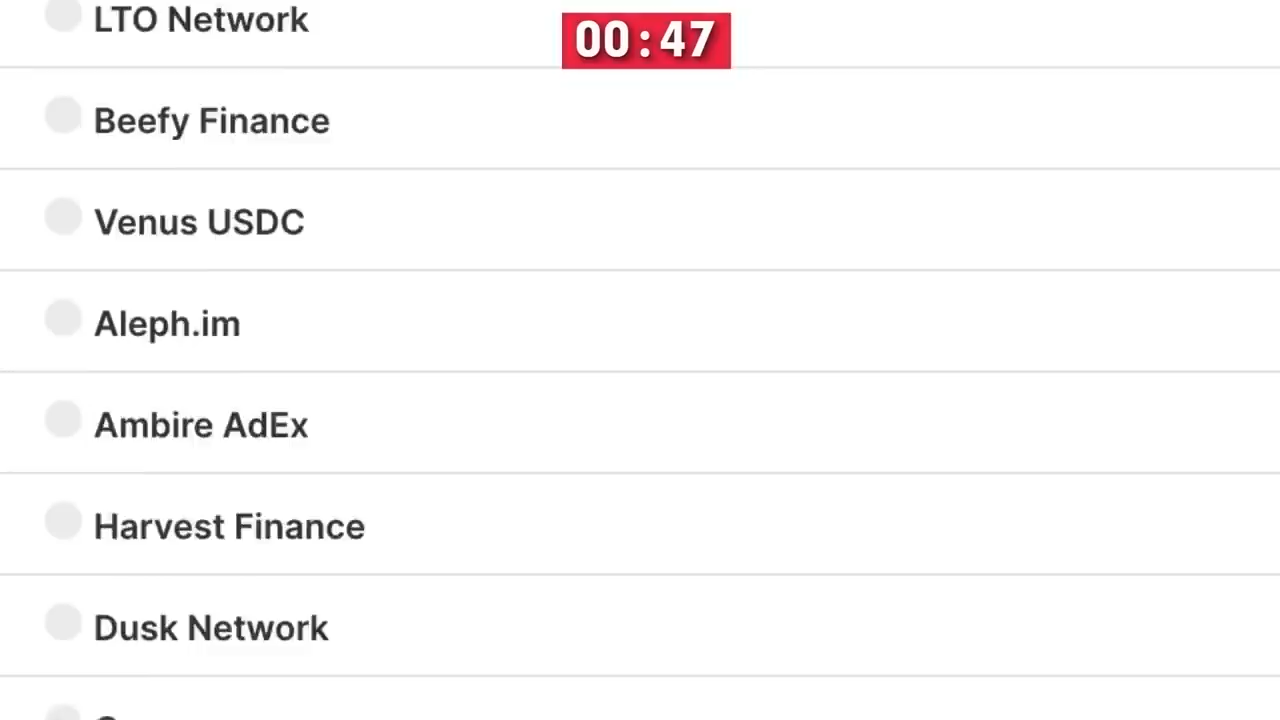 LTO Network
00:47
Beefy Finance
Venus USDC
Aleph.im
Ambire AdEx
Harvest Finance
Dusk Network